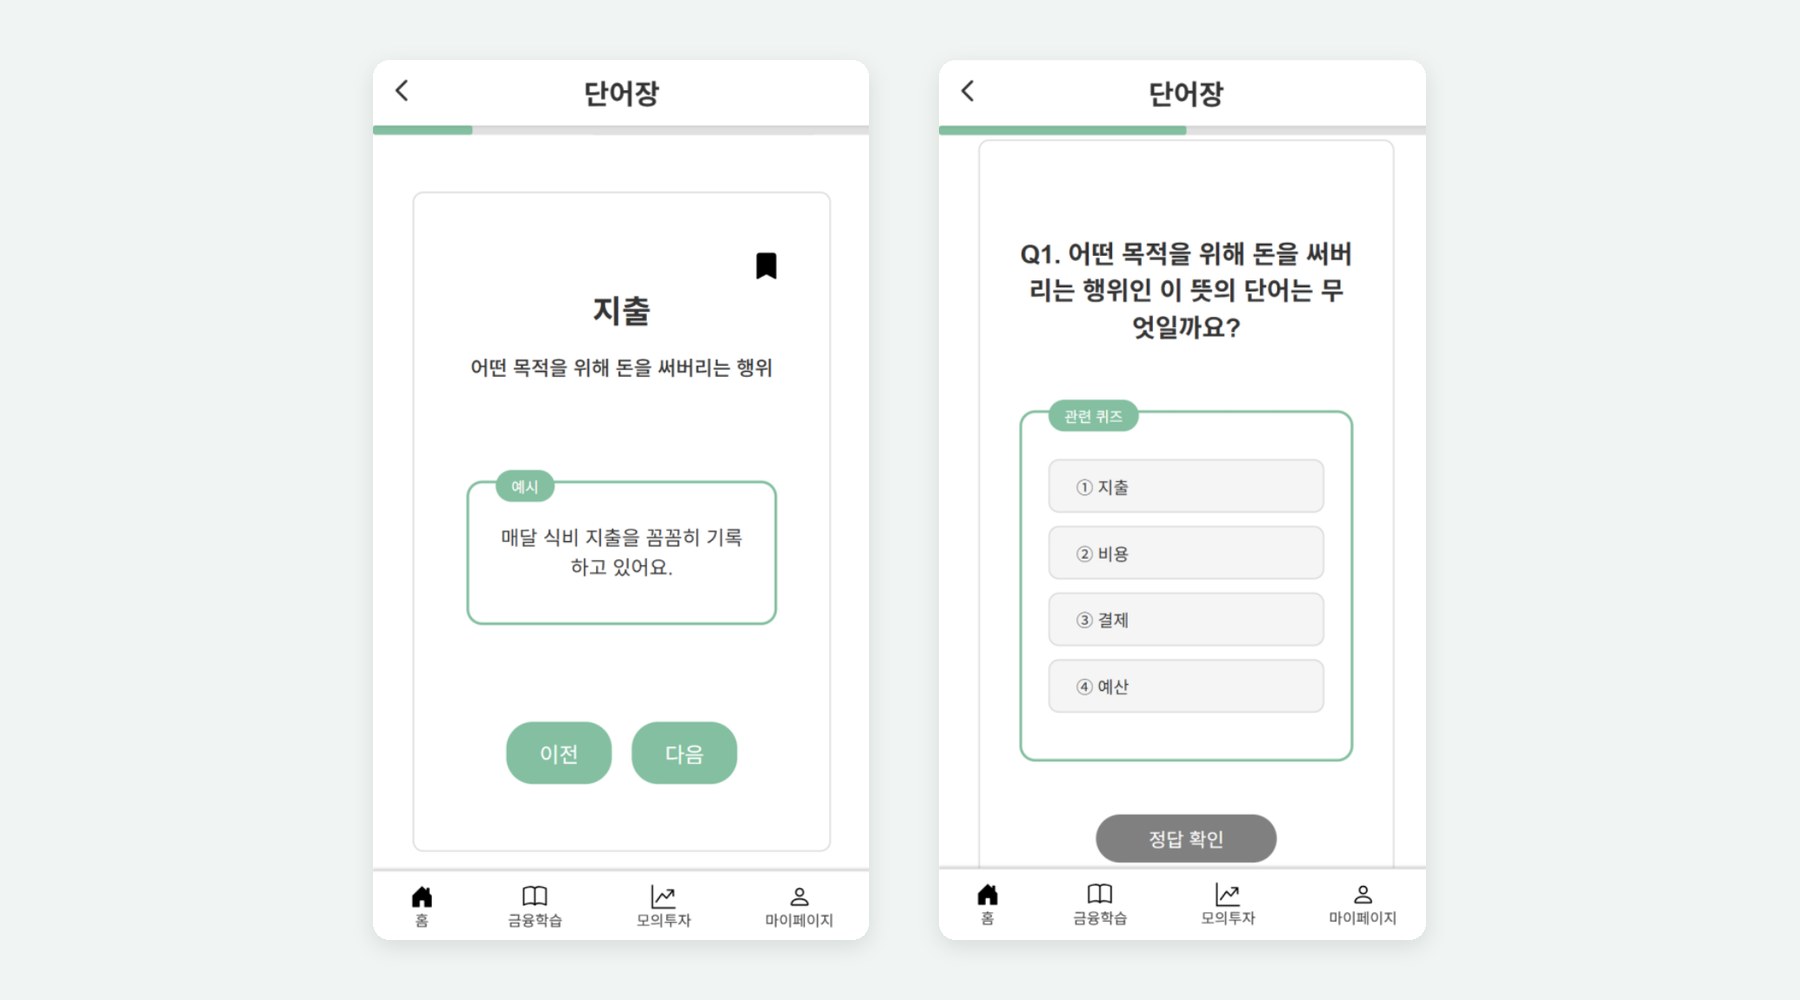 단어장
지출
어떤 목적을 위해 돈을 써버리는 행위
예시
매달 식비 지출을 꼼꼼히 기록
하고 있어요.
이전
다음
홈
금융학습
모의투자
마이페이지
단어장
Q1. 어떤 목적을 위해 돈을 써버
리는 행위인 이 뜻의 단어는 무
엇일까요?
관련 퀴즈
① 지출
② 비용
③ 결제
④ 예산
정답 확인
홈
금융학습
모의투자
마이페이지